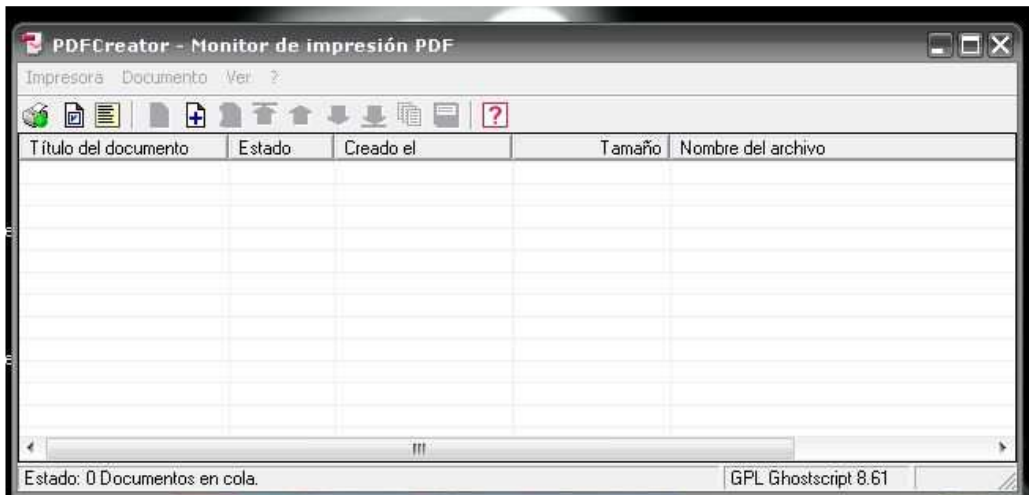 PDFCreator - Monitor de impresión PDF
Impresora Documento Ver ?
Título del documento Estado Creado el Tamaño Nombre del archivo
Estado: 0 Documentos en cola. GPL Ghostscript 8.61